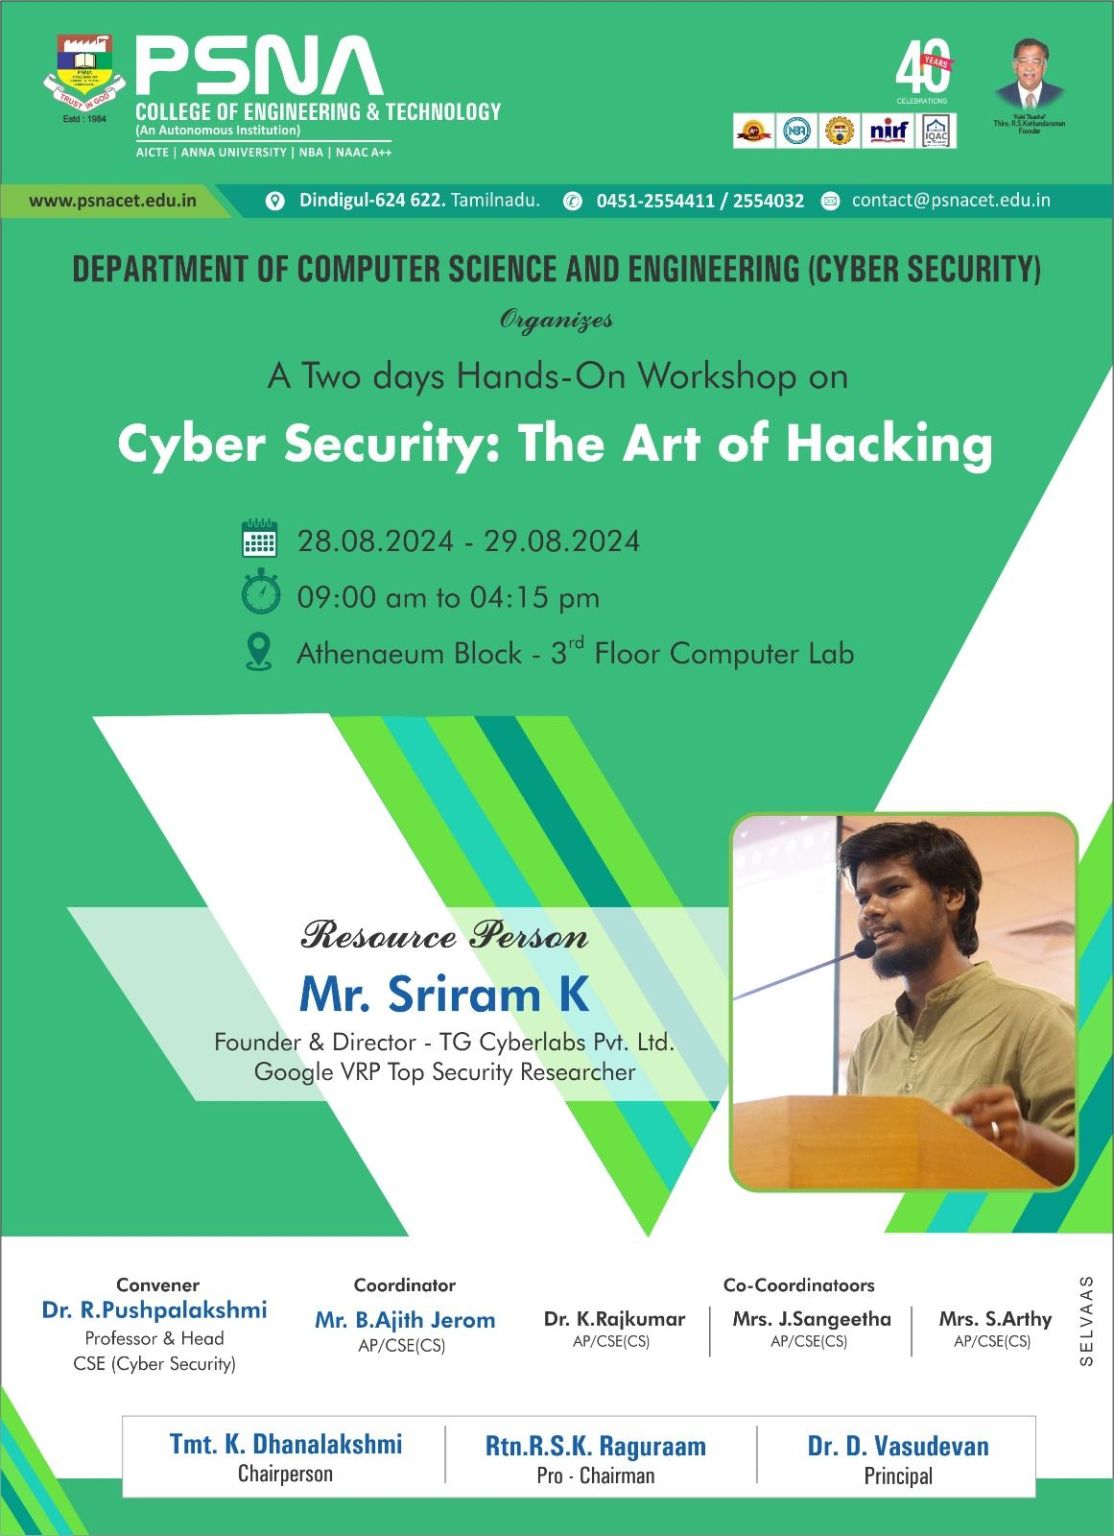 PSNA
COLLEGE OF ENGINEERING & TECHNOLOGY
(An Autonomous Institution)
AICTE | ANNA UNIVERSITY | NBA | NAAC A++
TRUST IN GOD
Estd : 1984
40
YEARS
CELEBRATIONS
NBA
nirf
IQAC
Thiru. R.S.Kothandaraman
Founder
www.psnacet.edu.in
Dindigul-624 622. Tamilnadu.
0451-2554411 / 2554032
contact@psnacet.edu.in
DEPARTMENT OF COMPUTER SCIENCE AND ENGINEERING (CYBER SECURITY)
Organizes
A Two days Hands-On Workshop on
Cyber Security: The Art of Hacking
28.08.2024 - 29.08.2024
09:00 am to 04:15 pm
Athenaeum Block - 3rd Floor Computer Lab
Resource Person
Mr. Sriram K
Founder & Director - TG Cyberlabs Pvt. Ltd.
Google VRP Top Security Researcher
Convener
Dr. R.Pushpalakshmi
Professor & Head
CSE (Cyber Security)
Coordinator
Mr. B.Ajith Jerom
AP/CSE(CS)
Co-Coordinatoors
Dr. K.Rajkumar
AP/CSE(CS)
Mrs. J.Sangeetha
AP/CSE(CS)
Mrs. S.Arthy
AP/CSE(CS)
SELVAAS
Tmt. K. Dhanalakshmi
Chairperson
Rtn.R.S.K. Raguraam
Pro - Chairman
Dr. D. Vasudevan
Principal